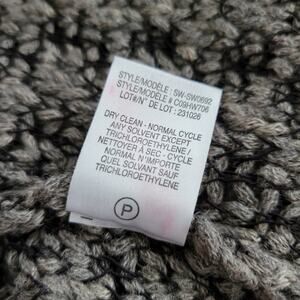 STYLE/MODÈLE : SW-SW0692
STYLE/MODÈLE # C09HW706
LOT#/N° DE LOT : 231026
DRY CLEAN - NORMAL CYCLE
ANY SOLVENT EXCEPT
TRICHLOROETHYLENE /
NETTOYER À SEC - CYCLE
NORMAL N'IMPORTE
QUEL SOLVANT SAUF
TRICHLOROETHYLENE
P